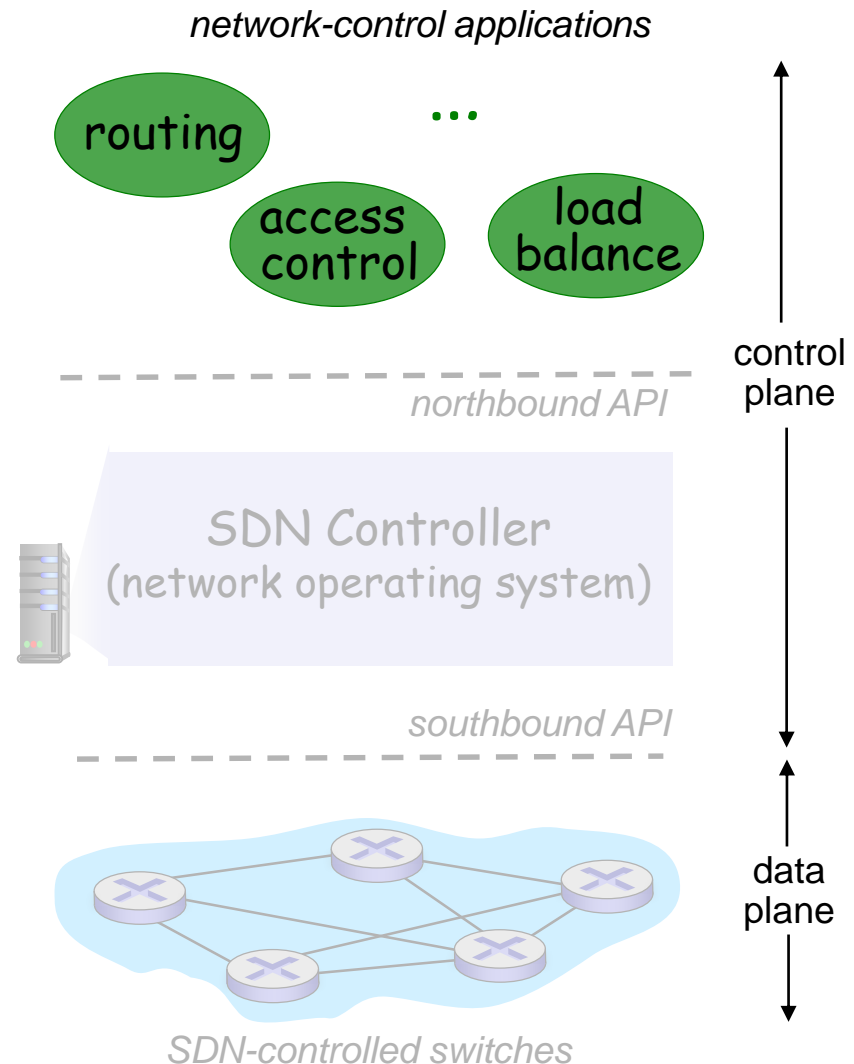 network-control applications
...
routing
access
control
load
balance
control
plane
northbound API
SDN Controller
(network operating system)
southbound API
data
plane
SDN-controlled switches